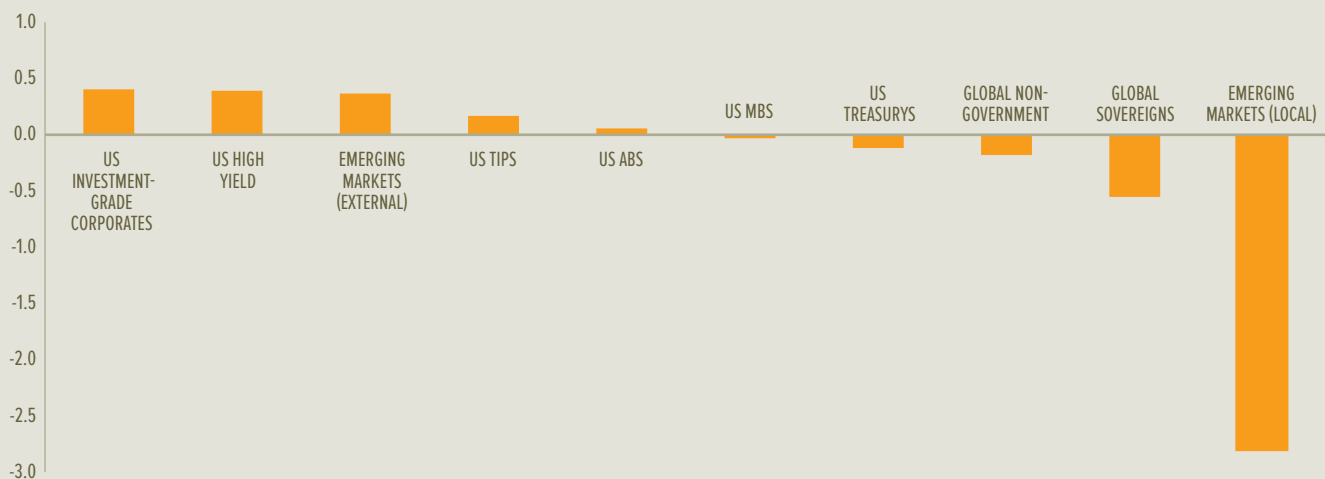 1.0
0.5
0.0
-0.5
-1.0
-1.5
-2.0
-2.5
-3.0
US
INVESTMENT-
GRADE
CORPORATES
US HIGH
YIELD
EMERGING
MARKETS
(EXTERNAL)
US TIPS
US ABS
US MBS
US
TREASURYS
GLOBAL NON-
GOVERNMENT
GLOBAL
SOVEREIGNS
EMERGING
MARKETS (LOCAL)